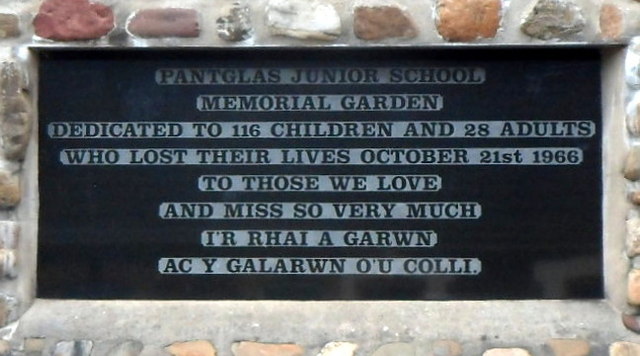 PANTGLAS JUNIOR SCHOOL
MEMORIAL GARDEN
DEDICATED TO 116 CHILDREN AND 28 ADULTS
WHO LOST THEIR LIVES OCTOBER 21st 1966
TO THOSE WE LOVE
AND MISS SO VERY MUCH
I'R RHAI A GARWN
AC Y GALARWN O'U COLLI.